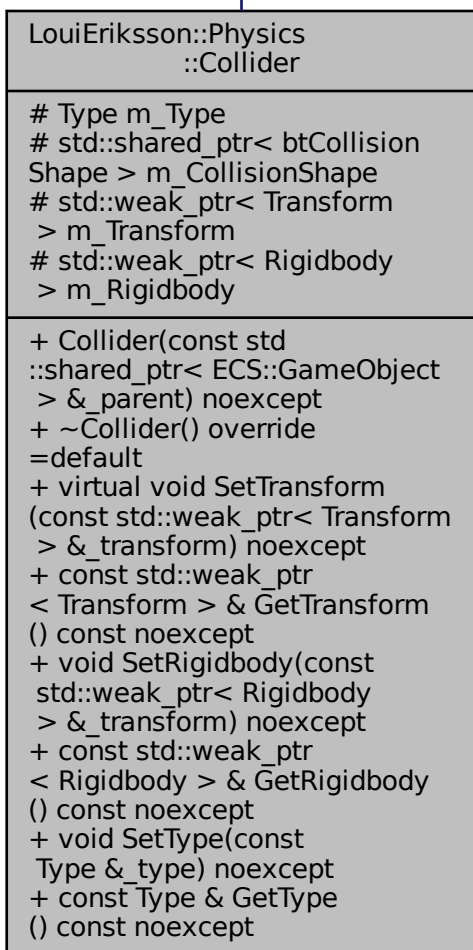 LouiEriksson::Physics
::Collider
# Type m_Type
# std::shared_ptr< btCollision
Shape > m_CollisionShape
# std::weak_ptr< Transform
> m_Transform
# std::weak_ptr< Rigidbody
> m_Rigidbody
+ Collider(const std
::shared_ptr< ECS::GameObject
> &_parent) noexcept
+ ~Collider() override
=default
+ virtual void SetTransform
(const std::weak_ptr< Transform
> &_transform) noexcept
+ const std::weak_ptr
< Transform > & GetTransform
() const noexcept
+ void SetRigidbody(const
std::weak_ptr< Rigidbody
> &_transform) noexcept
+ const std::weak_ptr
< Rigidbody > & GetRigidbody
() const noexcept
+ void SetType(const
Type &_type) noexcept
+ const Type & GetType
() const noexcept